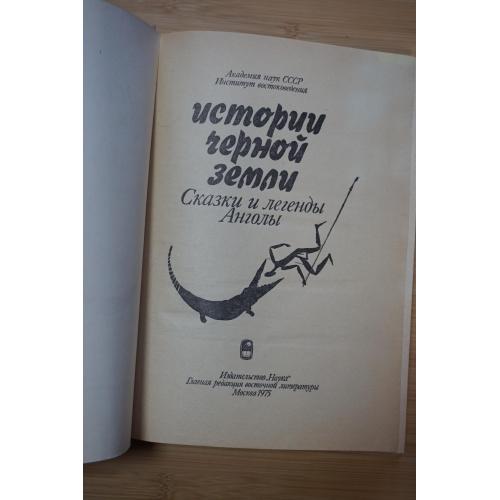 Академия наук СССР
Институт востоковедения
истории
черной
земли
Сказки и легенды
Анголы
Издательство „Наука“
Главная редакция восточной литературы
Москва 1975